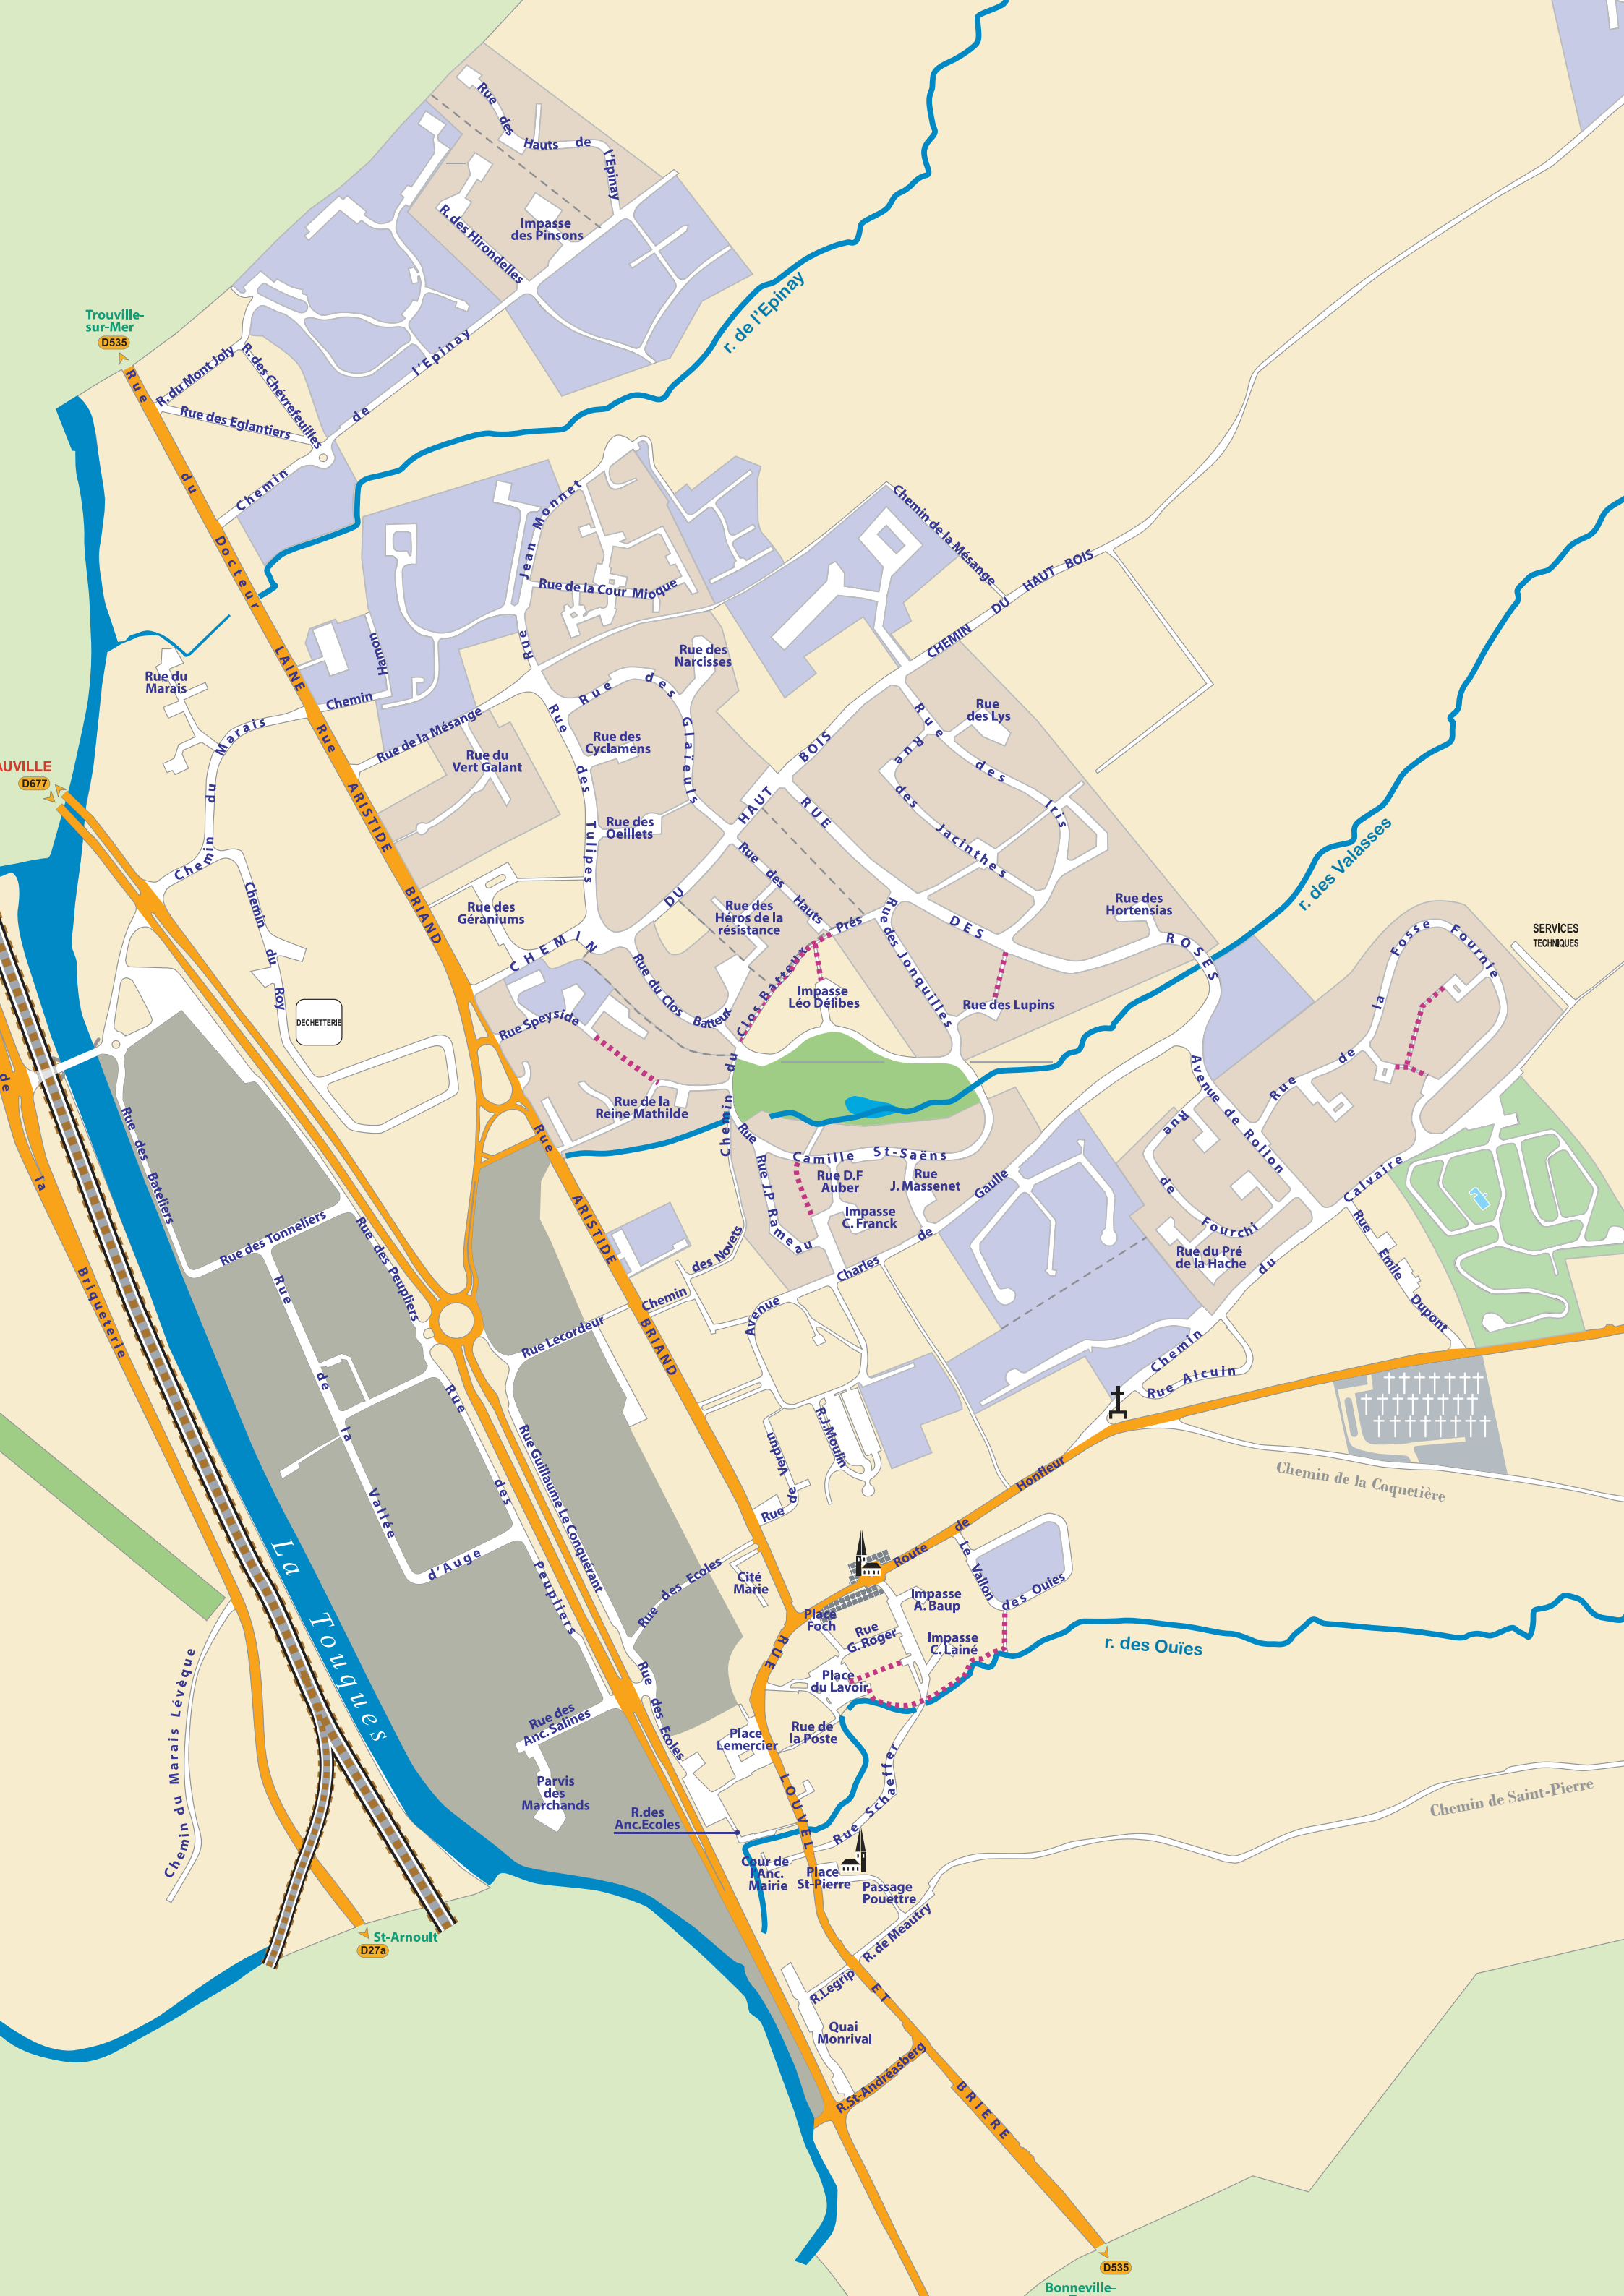 Rue des Hauts de l'Epinay
R. des Hirondelles
Impasse
des Pinsons
r. de l'Epinay
Trouville-
sur-Mer
D535
R. du Mont Joly
R. des Chévrefeuilles
Rue des Eglantiers
Chemin de l'Epinay
Rue du Docteur LAINE
Rue Jean Monnet
Rue de la Cour Mioque
Chemin de la Mésange
CHEMIN DU HAUT BOIS
Chemin Hamon
Rue du
Marais
Chemin du Marais
Rue de la Mésange
Rue du
Vert Galant
Rue des
Narcisses
Rue des Glaïeuls
Rue des
Cyclamens
Rue des Tulipes
Rue des
Oeillets
Rue des
Lys
Rue des Iris
Rue des Jacinthes
AUVILLE
D677
Rue ARISTIDE BRIAND
CHEMIN DU HAUT BOIS
RUE DES ROSES
Rue des
Hortensias
r. des Valasses
Chemin du Roy
DECHETTERIE
Rue des
Géraniums
Rue des Hauts Prés
Rue des
Héros de la
résistance
Rue du Clos Batteux
Chemin du Clos Batteux
Impasse
Léo Délibes
Rue des Jonquilles
Rue des Lupins
Rue Speyside
Rue de la
Reine Mathilde
Rue de la Fosse Fournie
SERVICES
TECHNIQUES
Avenue de Rollon
Rue de Fourchi
Rue du Pré
de la Hache
Chemin du Calvaire
Rue Emile Dupont
Rue Alcuin
Rue Camille St-Saëns
Rue J.P Rameau
Rue D.F
Auber
Rue
J. Massenet
Impasse
C. Franck
Avenue Charles de Gaulle
Chemin des Novets
Rue Lecordeur
Rue ARISTIDE BRIAND
Rue des Bateliers
Rue des Tonneliers
Rue des Peupliers
Rue de la Vallée d'Auge
Rue des Peupliers
Rue Guillaume Le Conquérant
de la Briqueterie
La Touques
Rue de Verdun
R.J.Moulin
Route de Honfleur
Chemin de la Coquetière
Rue des Ecoles
Cité
Marie
Place
Foch
Le Vallon des Ouïes
Impasse
A. Baup
Rue
G. Roger
Impasse
C. Lainé
r. des Ouïes
Place
du Lavoir
Rue de
la Poste
Place
Lemercier
Rue des Ecoles
Rue des
Anc. Salines
Parvis
des
Marchands
R.des
Anc.Ecoles
Rue Schaeffer
Cour de
l'Anc.
Mairie
Place
St-Pierre
Passage
Pouettre
R. de Meautry
R.Legrip
Quai
Monrival
R.St-Andréasberg
RUE LOUVEL ET BRIERE
Chemin de Saint-Pierre
Chemin du Marais Lévèque
St-Arnoult
D27a
D535
Bonneville-